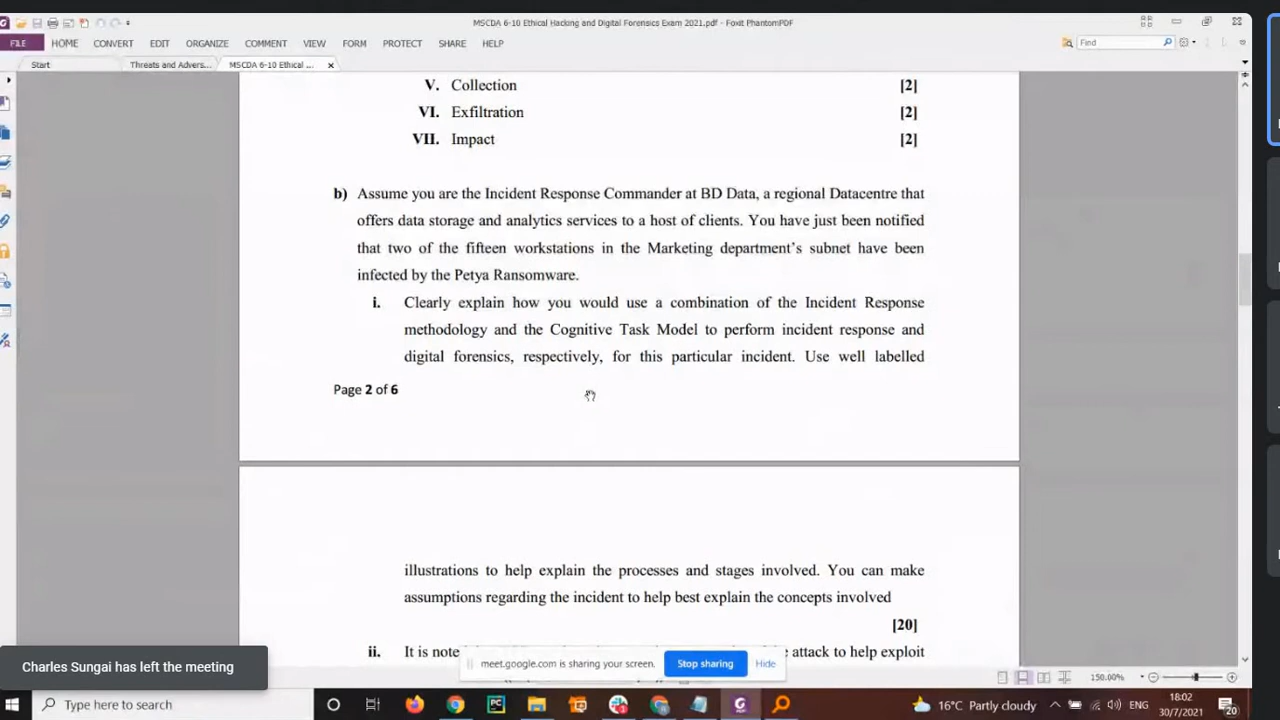 MSCDA 6-10 Ethical Hacking and Digital Forensics Exam 2021.pdf - Foxit PhantomPDF
FILE HOME CONVERT EDIT ORGANIZE COMMENT VIEW FORM PROTECT SHARE HELP
Find
Start Threats and Advers... MSCDA 6-10 Ethical ...
V. Collection [2]
VI. Exfiltration [2]
VII. Impact [2]
b) Assume you are the Incident Response Commander at BD Data, a regional Datacentre that
offers data storage and analytics services to a host of clients. You have just been notified
that two of the fifteen workstations in the Marketing department's subnet have been
infected by the Petya Ransomware.
i. Clearly explain how you would use a combination of the Incident Response
methodology and the Cognitive Task Model to perform incident response and
digital forensics, respectively, for this particular incident. Use well labelled
Page 2 of 6
illustrations to help explain the processes and stages involved. You can make
assumptions regarding the incident to help best explain the concepts involved
[20]
ii. It is note attack to help exploit
Charles Sungai has left the meeting
meet.google.com is sharing your screen. Stop sharing Hide
150.00%
Type here to search
16°C Partly cloudy ENG 18:02
30/7/2021 20